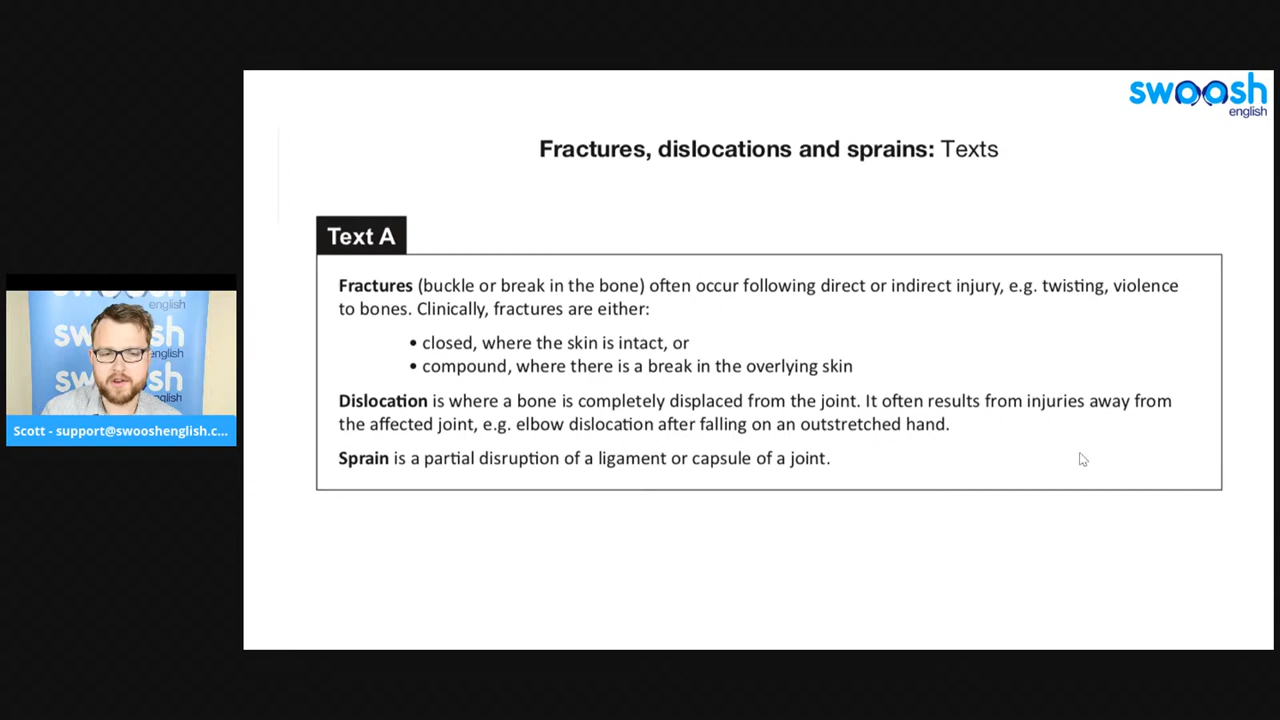 swoosh
english
Fractures, dislocations and sprains: Texts
Text A
Fractures (buckle or break in the bone) often occur following direct or indirect injury, e.g. twisting, violence
to bones. Clinically, fractures are either:
• closed, where the skin is intact, or
• compound, where there is a break in the overlying skin
Dislocation is where a bone is completely displaced from the joint. It often results from injuries away from
the affected joint, e.g. elbow dislocation after falling on an outstretched hand.
Sprain is a partial disruption of a ligament or capsule of a joint.
english
english
Scott - support@swooshenglish.c...